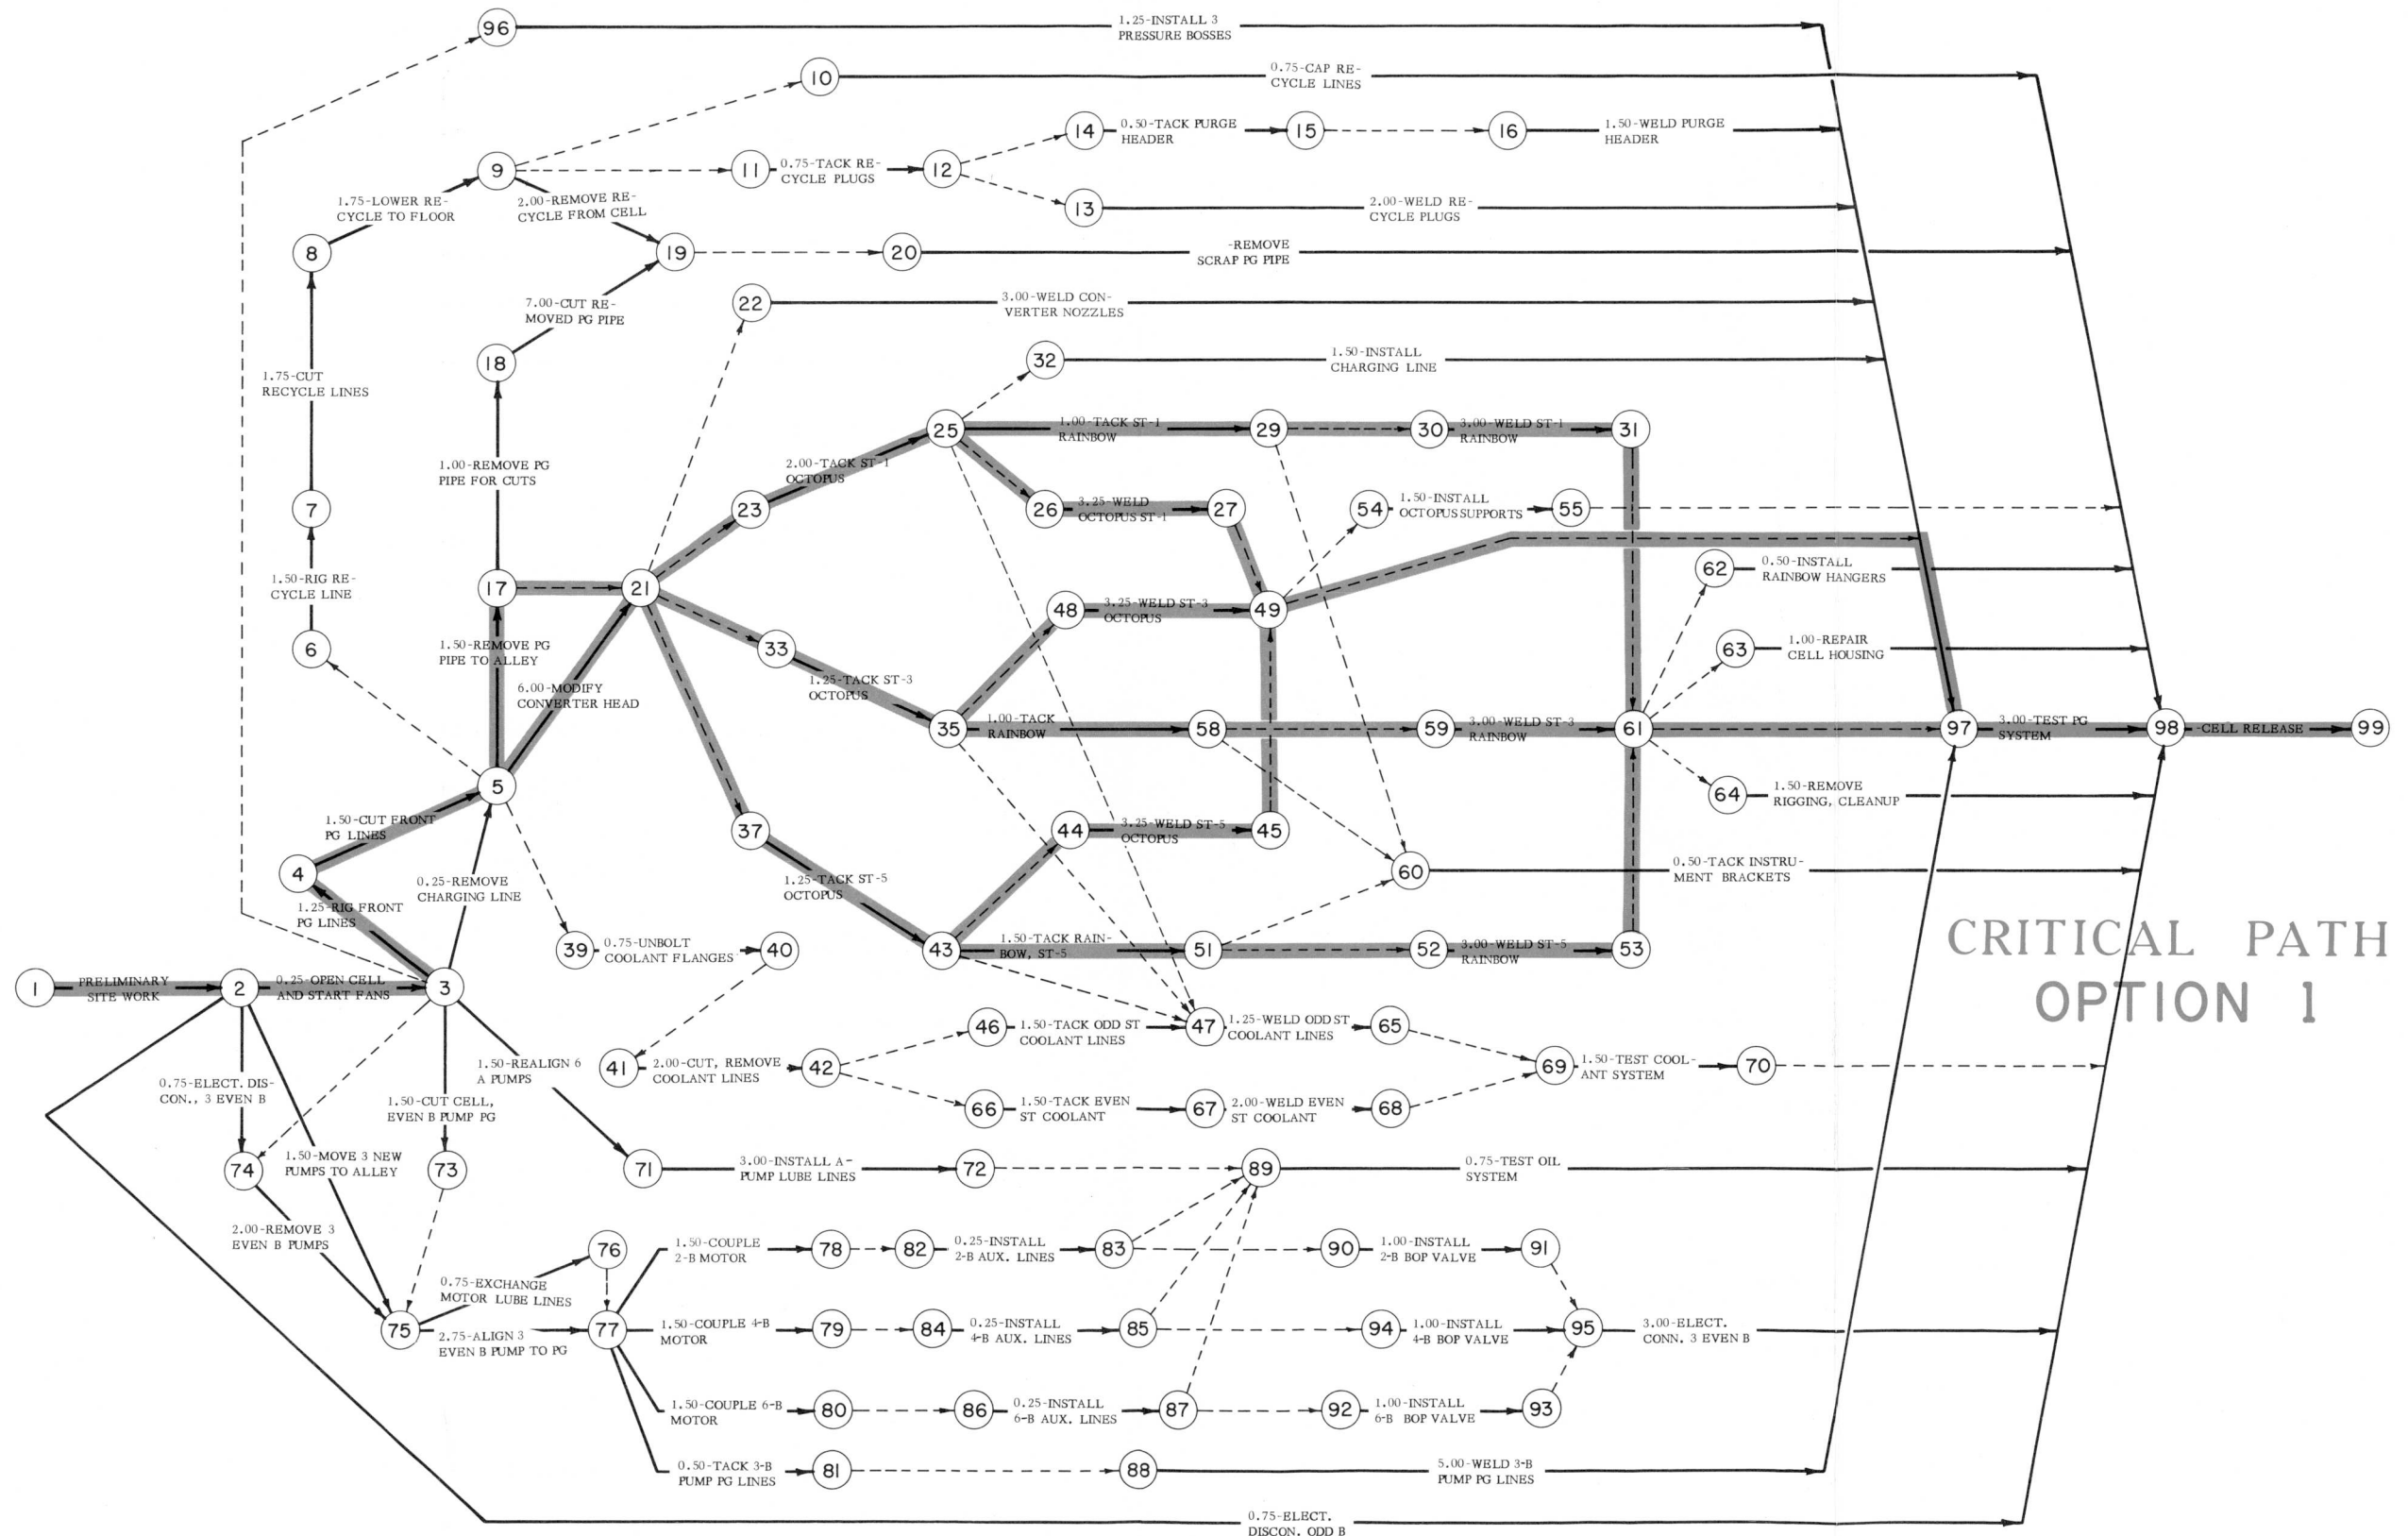 96
1.25-INSTALL 3
PRESSURE BOSSES
10
0.75-CAP RE-
CYCLE LINES
14
0.50-TACK PURGE
HEADER
15
16
1.50-WELD PURGE
HEADER
9
11
0.75-TACK RE-
CYCLE PLUGS
12
1.75-LOWER RE-
CYCLE TO FLOOR
2.00-REMOVE RE-
CYCLE FROM CELL
13
2.00-WELD RE-
CYCLE PLUGS
8
19
20
-REMOVE
SCRAP PG PIPE
7.00-CUT RE-
MOVED PG PIPE
22
3.00-WELD CON-
VERTER NOZZLES
18
32
1.50-INSTALL
CHARGING LINE
1.75-CUT
RECYCLE LINES
25
1.00-TACK ST-1
RAINBOW
29
30
3.00-WELD ST-1
RAINBOW
31
1.00-REMOVE PG
PIPE FOR CUTS
2.00-TACK ST-1
OCTOPUS
7
23
26
3.25-WELD
OCTOPUS ST-1
27
54
1.50-INSTALL
OCTOPUS SUPPORTS
55
1.50-RIG RE-
CYCLE LINE
17
21
62
0.50-INSTALL
RAINBOW HANGERS
48
3.25-WELD ST-3
OCTOPUS
49
6
1.50-REMOVE PG
PIPE TO ALLEY
33
63
1.00-REPAIR
CELL HOUSING
6.00-MODIFY
CONVERTER HEAD
1.25-TACK ST-3
OCTOPUS
35
1.00-TACK
RAINBOW
58
59
3.00-WELD ST-3
RAINBOW
61
97
3.00-TEST PG
SYSTEM
98
-CELL RELEASE
99
5
64
1.50-REMOVE
RIGGING, CLEANUP
1.50-CUT FRONT
PG LINES
37
44
3.25-WELD ST-5
OCTOPUS
45
4
0.25-REMOVE
CHARGING LINE
1.25-TACK ST-5
OCTOPUS
60
0.50-TACK INSTRU-
MENT BRACKETS
1.25-RIG FRONT
PG LINES
39
0.75-UNBOLT
COOLANT FLANGES
40
43
1.50-TACK RAIN-
BOW, ST-5
51
52
3.00-WELD ST-5
RAINBOW
53
CRITICAL PATH
OPTION 1
1
PRELIMINARY
SITE WORK
2
0.25-OPEN CELL
AND START FANS
3
46
1.50-TACK ODD ST
COOLANT LINES
47
1.25-WELD ODD ST
COOLANT LINES
65
1.50-REALIGN 6
A PUMPS
41
2.00-CUT, REMOVE
COOLANT LINES
42
69
1.50-TEST COOL-
ANT SYSTEM
70
0.75-ELECT. DIS-
CON., 3 EVEN B
1.50-CUT CELL,
EVEN B PUMP PG
66
1.50-TACK EVEN
ST COOLANT
67
2.00-WELD EVEN
ST COOLANT
68
74
1.50-MOVE 3 NEW
PUMPS TO ALLEY
73
71
3.00-INSTALL A-
PUMP LUBE LINES
72
89
0.75-TEST OIL
SYSTEM
2.00-REMOVE 3
EVEN B PUMPS
76
1.50-COUPLE
2-B MOTOR
78
82
0.25-INSTALL
2-B AUX. LINES
83
90
1.00-INSTALL
2-B BOP VALVE
91
0.75-EXCHANGE
MOTOR LUBE LINES
75
2.75-ALIGN 3
EVEN B PUMP TO PG
77
1.50-COUPLE 4-B
MOTOR
79
84
0.25-INSTALL
4-B AUX. LINES
85
94
1.00-INSTALL
4-B BOP VALVE
95
3.00-ELECT.
CONN. 3 EVEN B
1.50-COUPLE 6-B
MOTOR
80
86
0.25-INSTALL
6-B AUX. LINES
87
92
1.00-INSTALL
6-B BOP VALVE
93
0.50-TACK 3-B
PUMP PG LINES
81
88
5.00-WELD 3-B
PUMP PG LINES
0.75-ELECT.
DISCON. ODD B